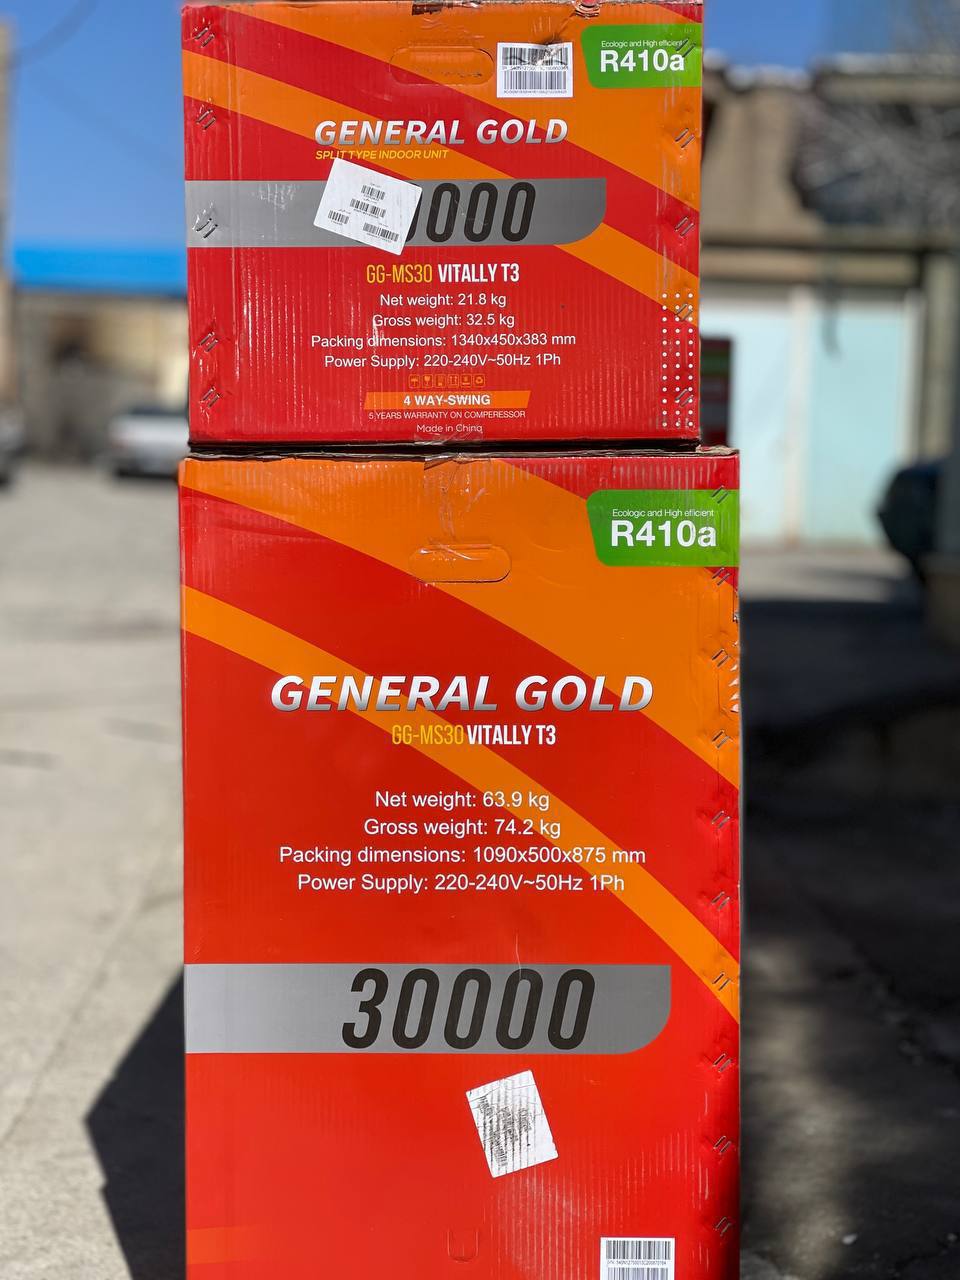 Ecologic and High efficient
R410a
GENERAL GOLD
SPLIT TYPE INDOOR UNIT
000
GG-MS30 VITALLY T3
Net weight: 21.8 kg
Gross weight: 32.5 kg
Packing dimensions: 1340x450x383 mm
Power Supply: 220-240V~50Hz 1Ph
4 WAY-SWING
5 YEARS WARRANTY ON COMPERESSOR
Made in China
Ecologic and High efficient
R410a
GENERAL GOLD
GG-MS30 VITALLY T3
Net weight: 63.9 kg
Gross weight: 74.2 kg
Packing dimensions: 1090x500x875 mm
Power Supply: 220-240V~50Hz 1Ph
30000